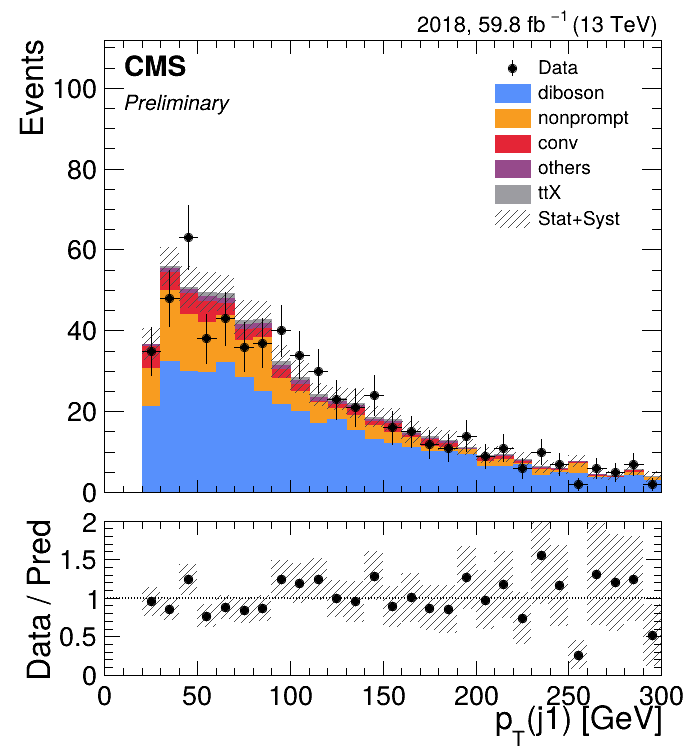 2018, 59.8 fb⁻¹ (13 TeV)
Events
CMS
Preliminary
Data
diboson
nonprompt
conv
others
ttX
Stat+Syst
100
80
60
40
20
0
Data / Pred
2
1.5
1
0.5
0
0 50 100 150 200 250 300
p_T(j1) [GeV]